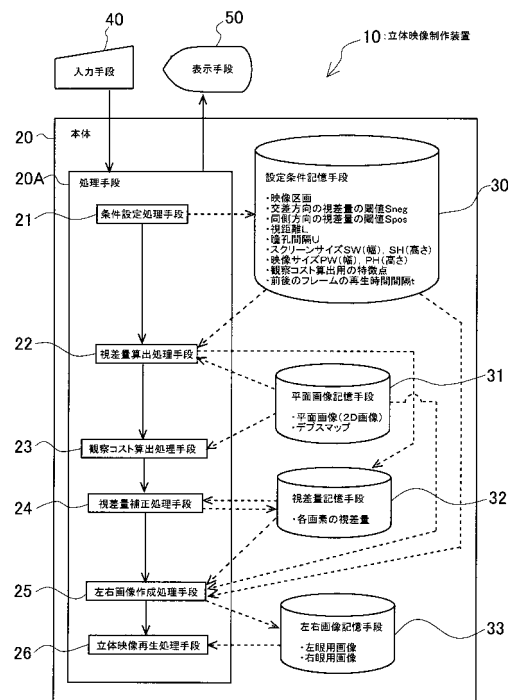 40
50
10:立体映像制作装置
入力手段
表示手段
20
本体
20A
処理手段
21
条件設定処理手段
設定条件記憶手段
・映像区画
・交差方向の視差量の閾値Sneg
・同側方向の視差量の閾値Spos
・視距離L
・瞳孔間隔U
・スクリーンサイズSW(幅), SH(高さ)
・映像サイズPW(幅), PH(高さ)
・観察コスト算出用の特徴点
・前後のフレームの再生時間間隔t
30
22
視差量算出処理手段
31
平面画像記憶手段
・平面画像(2D画像)
・デプスマップ
23
観察コスト算出処理手段
24
視差量補正処理手段
視差量記憶手段
・各画素の視差量
32
25
左右画像作成処理手段
左右画像記憶手段
・左眼用画像
・右眼用画像
33
26
立体映像再生処理手段